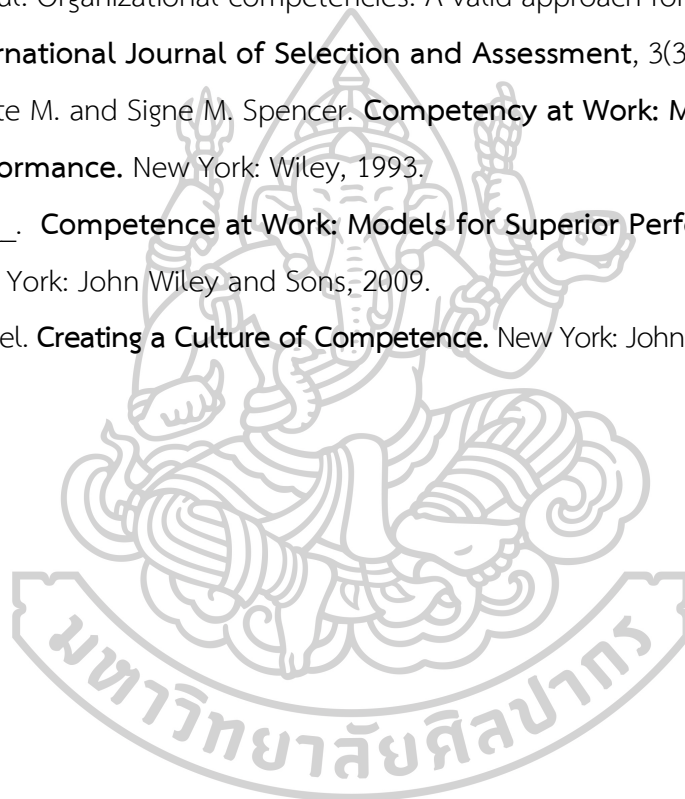 ul. Organizational competencies: A valid approach for
rnational Journal of Selection and Assessment, 3(3
te M. and Signe M. Spencer. Competency at Work: M
ormance. New York: Wiley, 1993.
_. Competence at Work: Models for Superior Perf
York: John Wiley and Sons, 2009.
el. Creating a Culture of Competence. New York: John
มหาวิทยาลัยศิลปากร